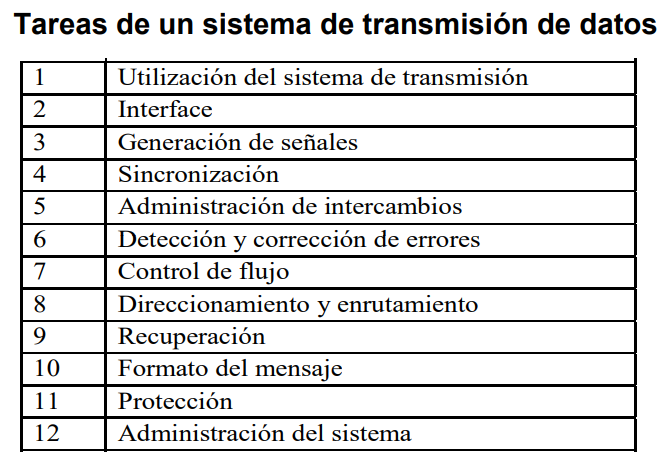 Tareas de un sistema de transmisión de datos
1 Utilización del sistema de transmisión
2 Interface
3 Generación de señales
4 Sincronización
5 Administración de intercambios
6 Detección y corrección de errores
7 Control de flujo
8 Direccionamiento y enrutamiento
9 Recuperación
10 Formato del mensaje
11 Protección
12 Administración del sistema